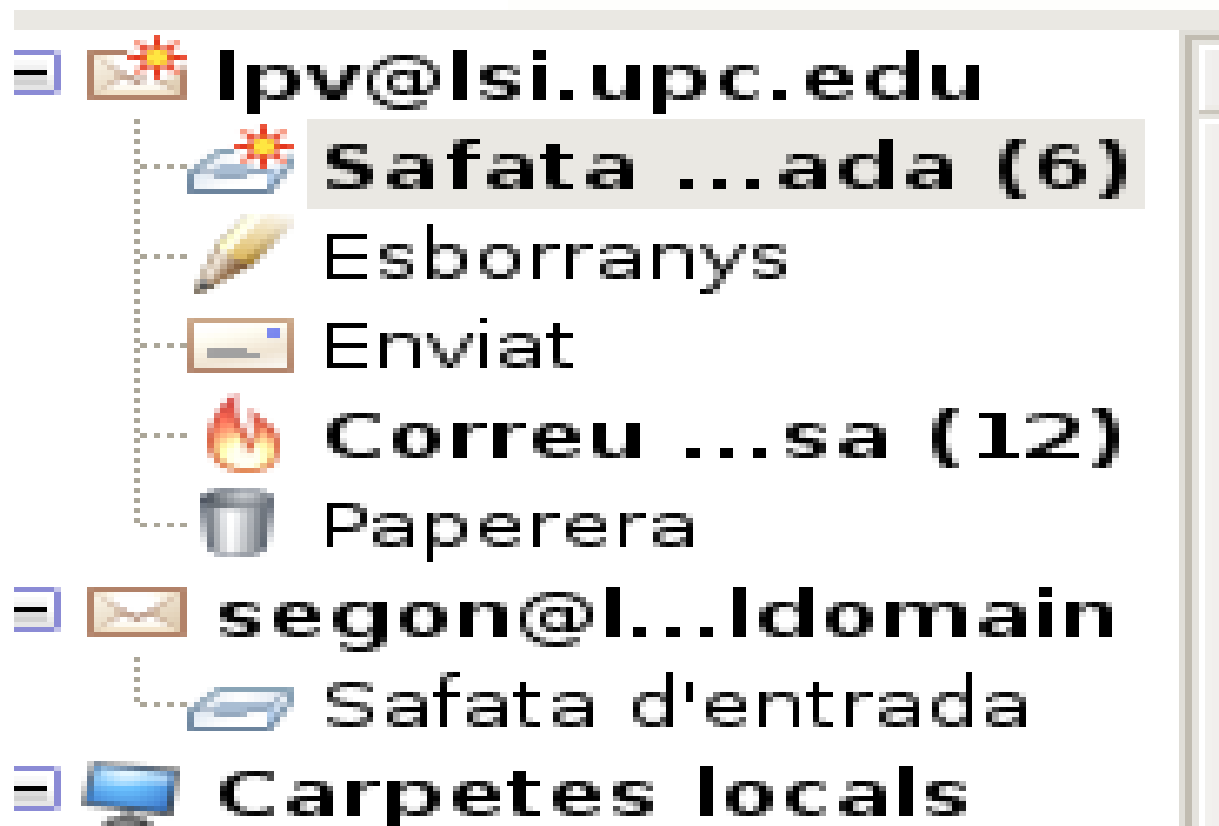 lpv@lsi.upc.edu
Safata ...ada (6)
Esborranys
Enviat
Correu ...sa (12)
Paperera
segon@l...ldomain
Safata d'entrada
Carpetes locals